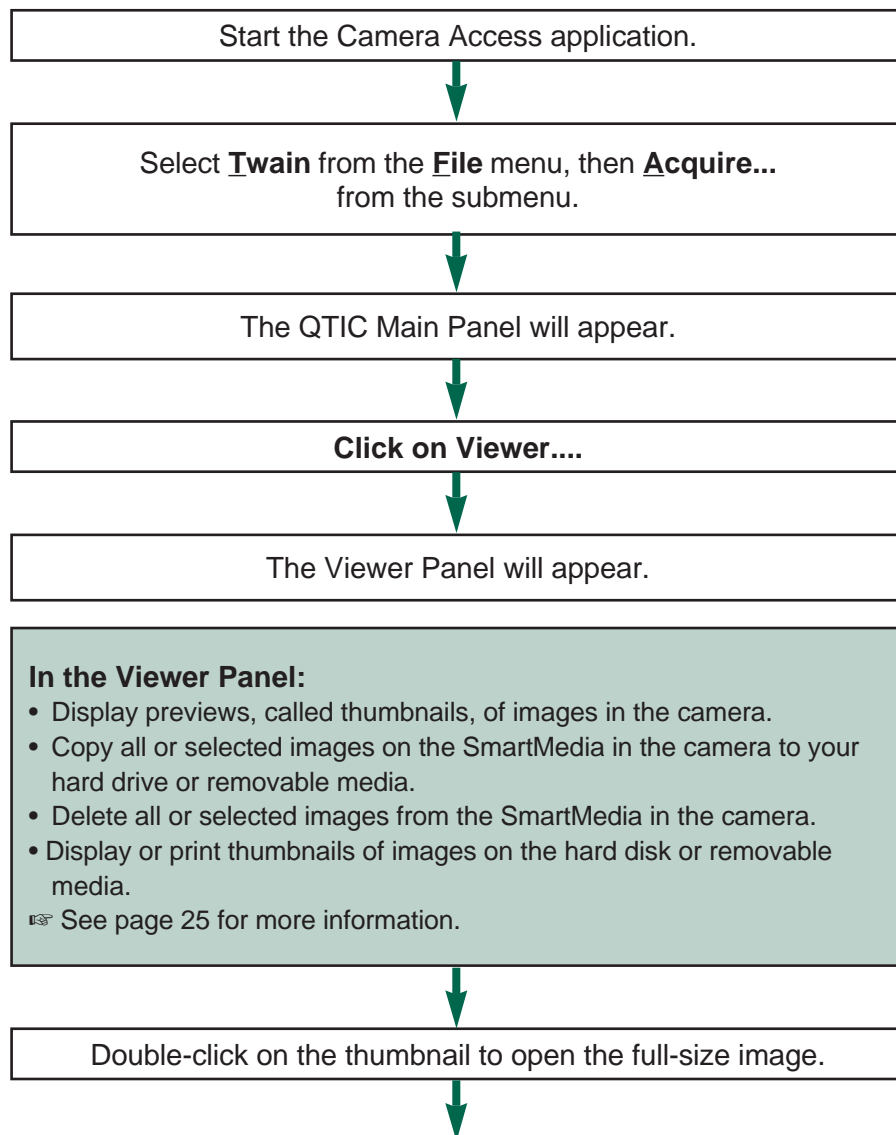 Start the Camera Access application.
Select Twain from the File menu, then Acquire...
from the submenu.
The QTIC Main Panel will appear.
Click on Viewer....
The Viewer Panel will appear.
In the Viewer Panel:
• Display previews, called thumbnails, of images in the camera.
• Copy all or selected images on the SmartMedia in the camera to your
hard drive or removable media.
• Delete all or selected images from the SmartMedia in the camera.
• Display or print thumbnails of images on the hard disk or removable
media.
☞ See page 25 for more information.
Double-click on the thumbnail to open the full-size image.